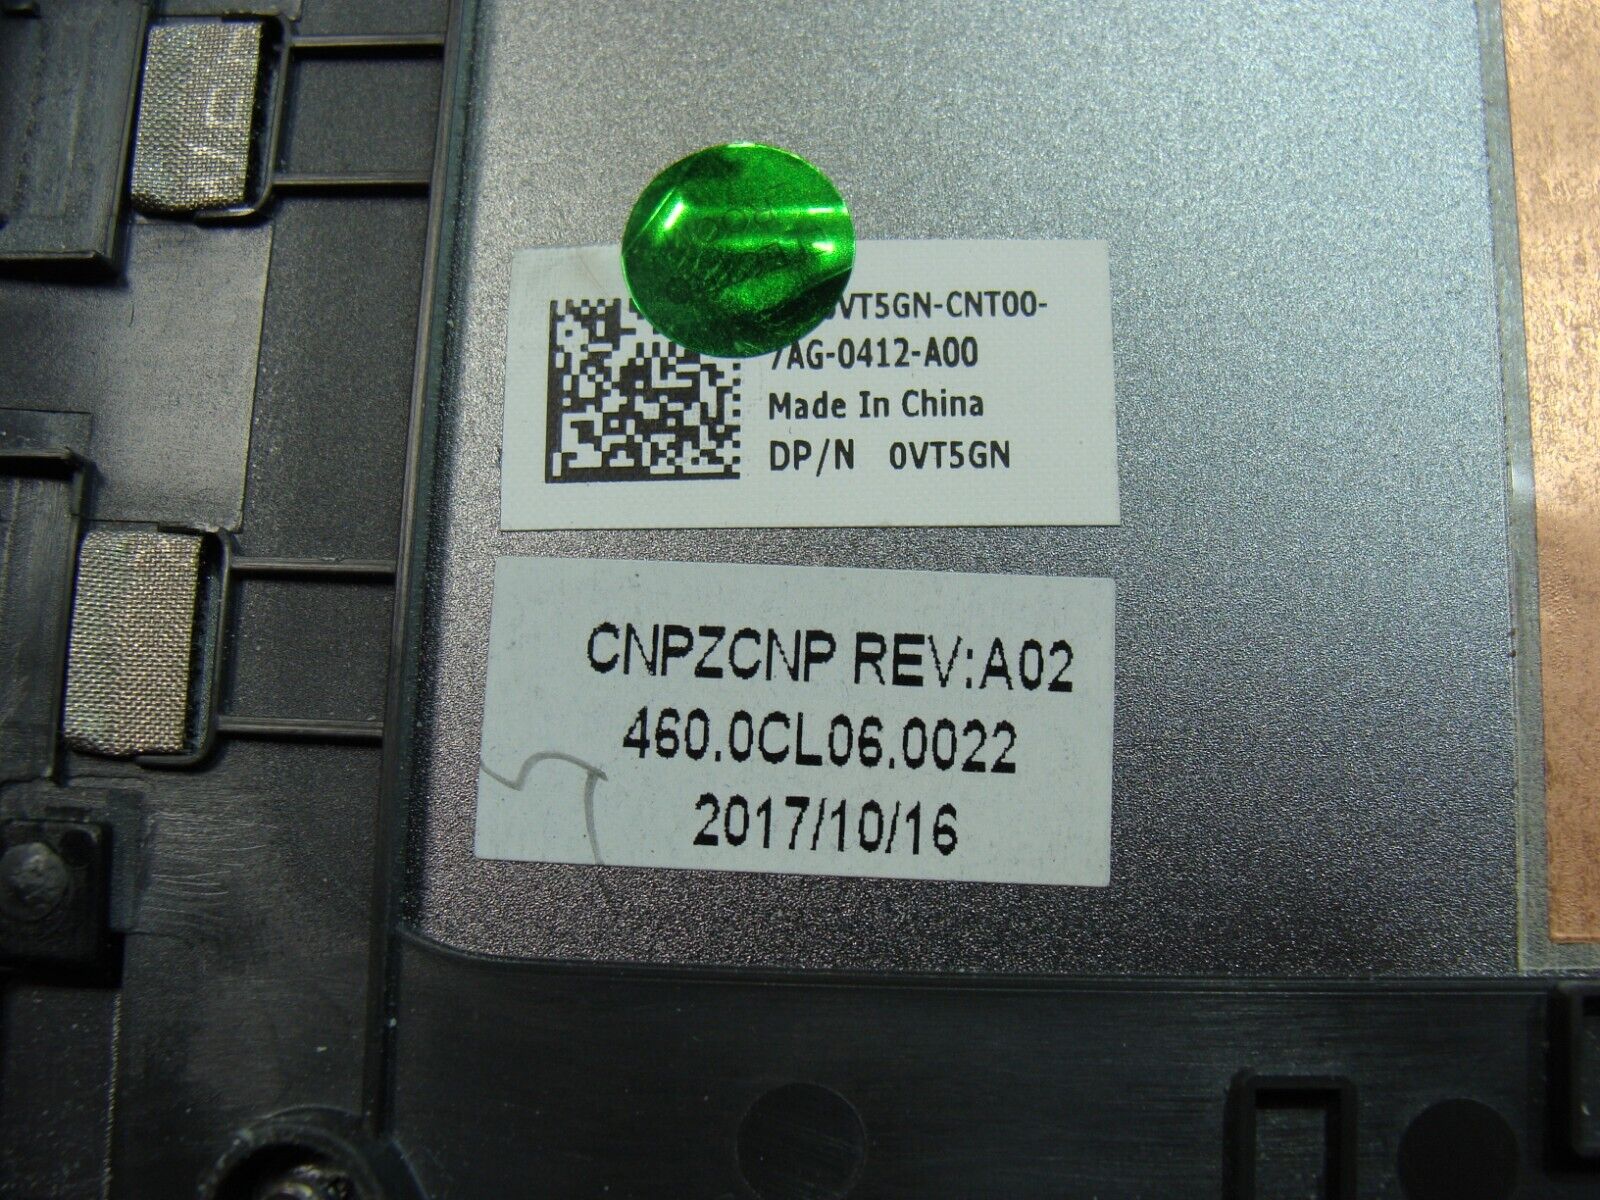 VT5GN-CNT00-
7AG-0412-A00
Made In China
DP/N 0VT5GN
CNPZCNP REV:A02
460.0CL06.0022
2017/10/16